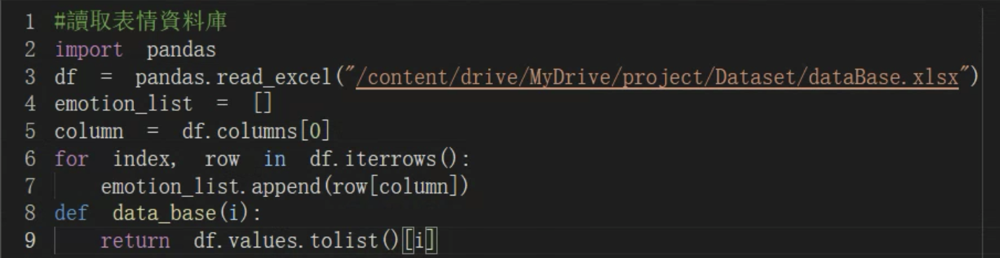 1 #讀取表情資料庫
2 import pandas
3 df = pandas.read_excel("/content/drive/MyDrive/project/Dataset/dataBase.xlsx")
4 emotion_list = []
5 column = df.columns[0]
6 for index, row in df.iterrows():
7     emotion_list.append(row[column])
8 def data_base(i):
9     return df.values.tolist()[i]